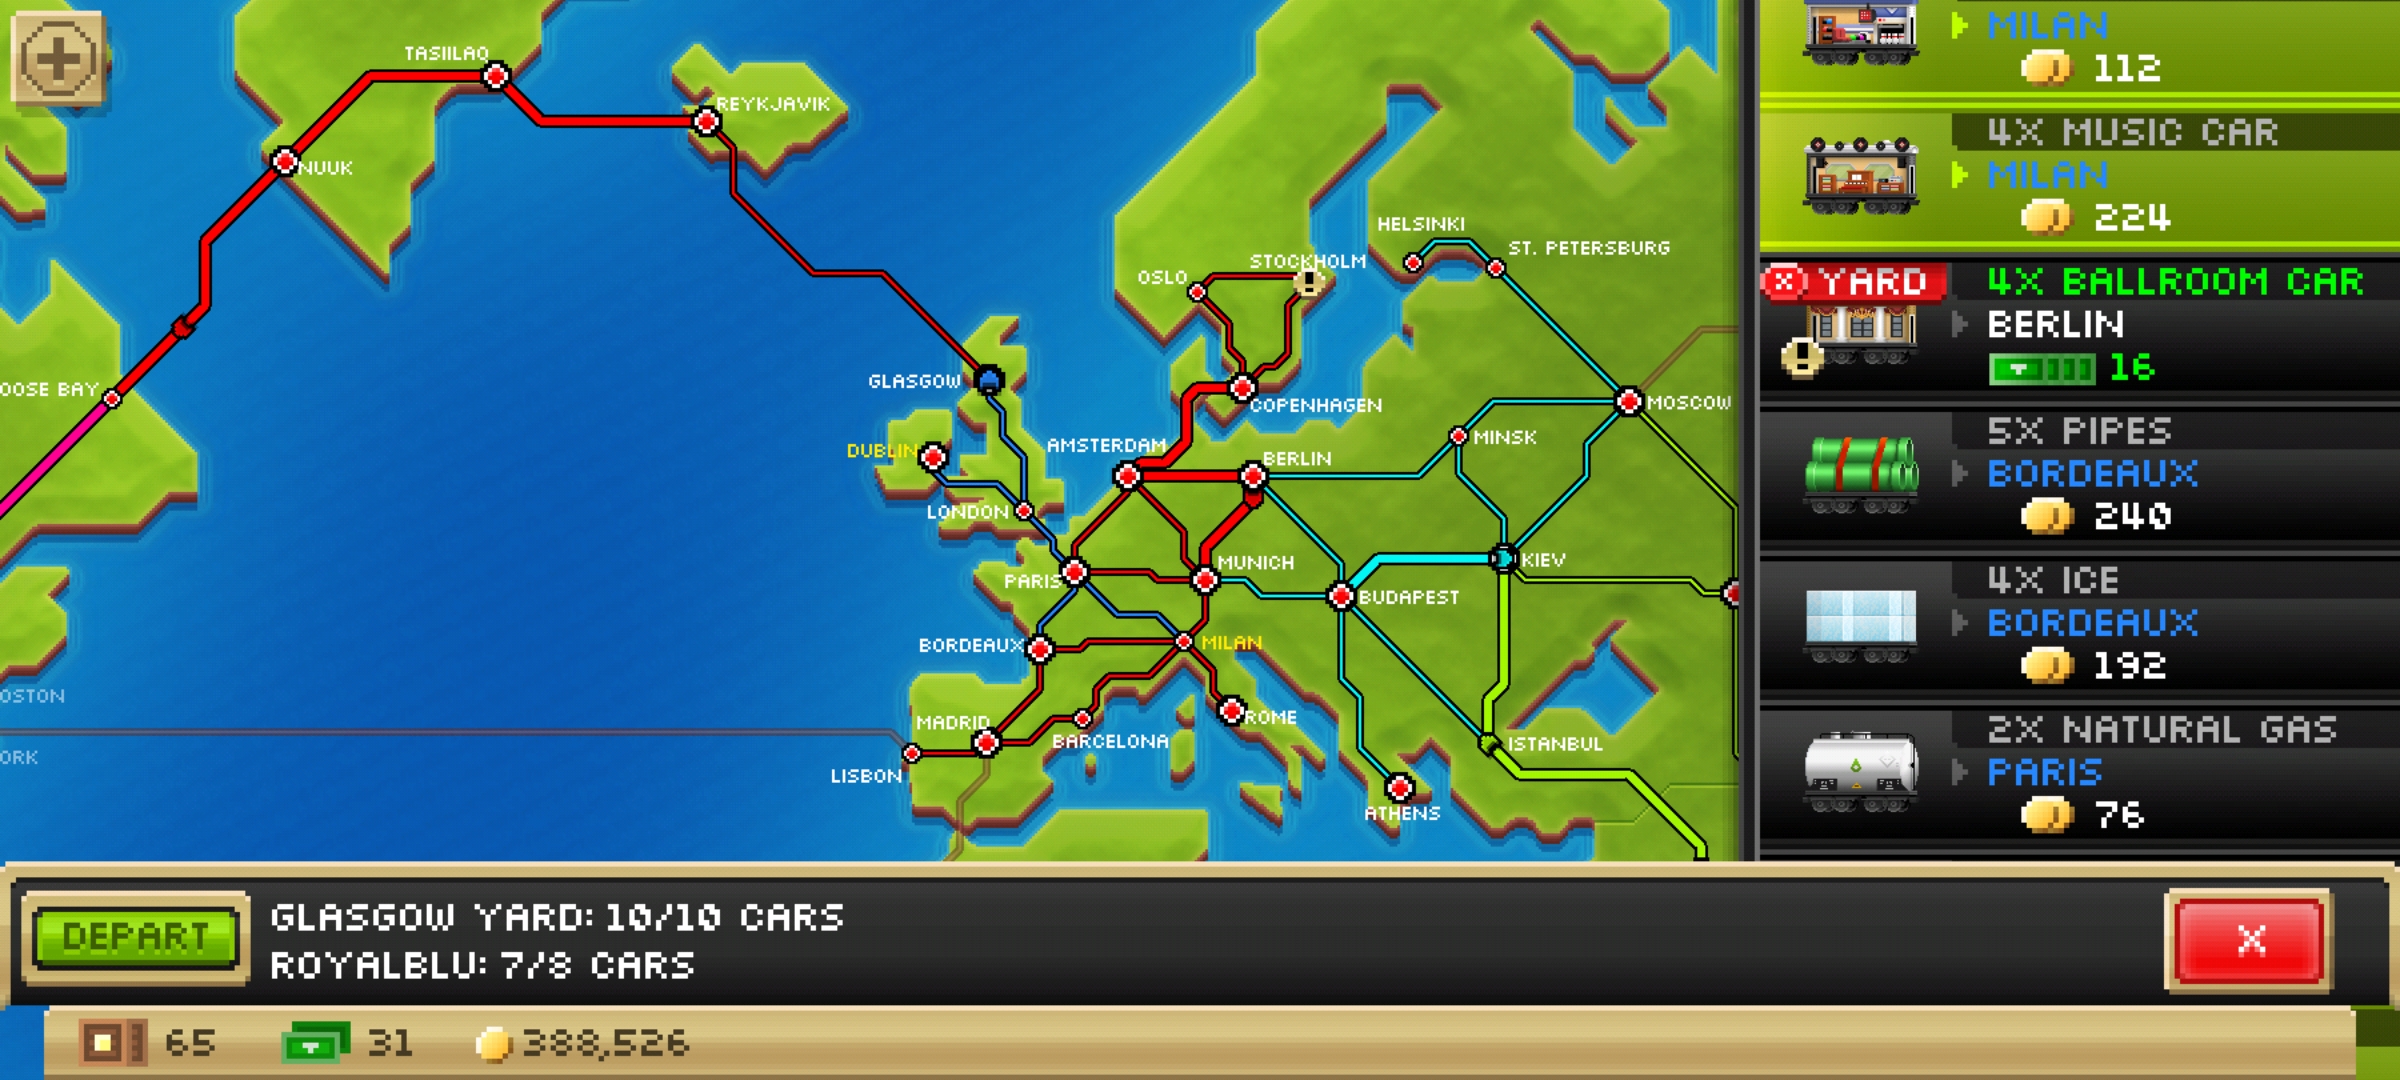 TASIILAQ
REYKJAVIK
NUUK
HELSINKI
ST. PETERSBURG
STOCKHOLM
OSLO
GLASGOW
OOSE BAY
COPENHAGEN
MOSCOW
AMSTERDAM
MINSK
DUBLIN
BERLIN
LONDON
MUNICH
KIEV
PARIS
BUDAPEST
BORDEAUX
MILAN
OSTON
MADRID
ROME
BARCELONA
ISTANBUL
ORK
LISBON
ATHENS
MILAN
112
4X MUSIC CAR
MILAN
224
X YARD
4X BALLROOM CAR
BERLIN
16
5X PIPES
BORDEAUX
240
4X ICE
BORDEAUX
192
2X NATURAL GAS
PARIS
76
DEPART
GLASGOW YARD: 10/10 CARS
ROYALBLU: 7/8 CARS
X
65
31
388,526